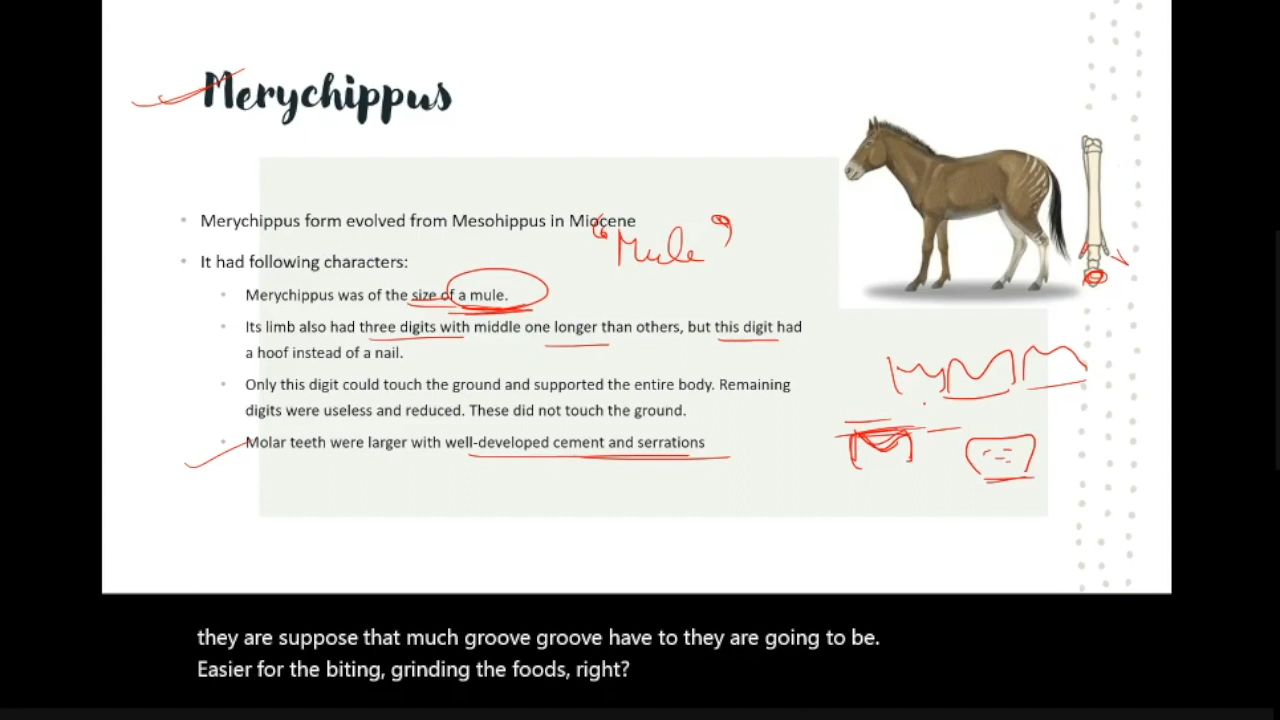 Merychippus
Merychippus form evolved from Mesohippus in Miocene
"Mule"
It had following characters:
Merychippus was of the size of a mule.
Its limb also had three digits with middle one longer than others, but this digit had
a hoof instead of a nail.
Only this digit could touch the ground and supported the entire body. Remaining
digits were useless and reduced. These did not touch the ground.
Molar teeth were larger with well-developed cement and serrations
they are suppose that much groove groove have to they are going to be.
Easier for the biting, grinding the foods, right?